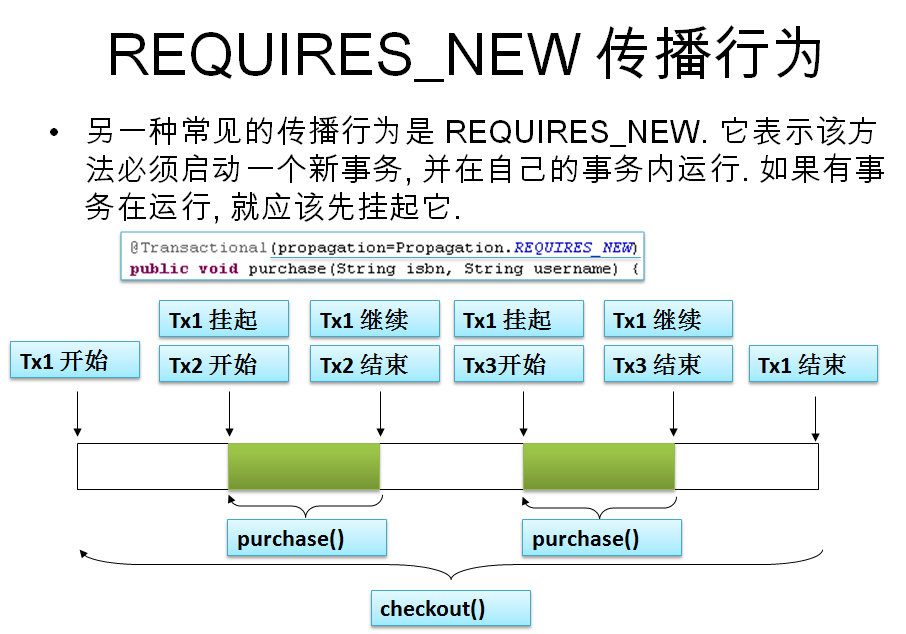 REQUIRES_NEW 传播行为
• 另一种常见的传播行为是 REQUIRES_NEW. 它表示该方
法必须启动一个新事务, 并在自己的事务内运行. 如果有事
务在运行, 就应该先挂起它.
@Transactional(propagation=Propagation.REQUIRES_NEW)
public void purchase(String isbn, String username) {
Tx1 挂起
Tx1 继续
Tx1 挂起
Tx1 继续
Tx1 开始
Tx2 开始
Tx2 结束
Tx3开始
Tx3 结束
Tx1 结束
purchase()
purchase()
checkout()